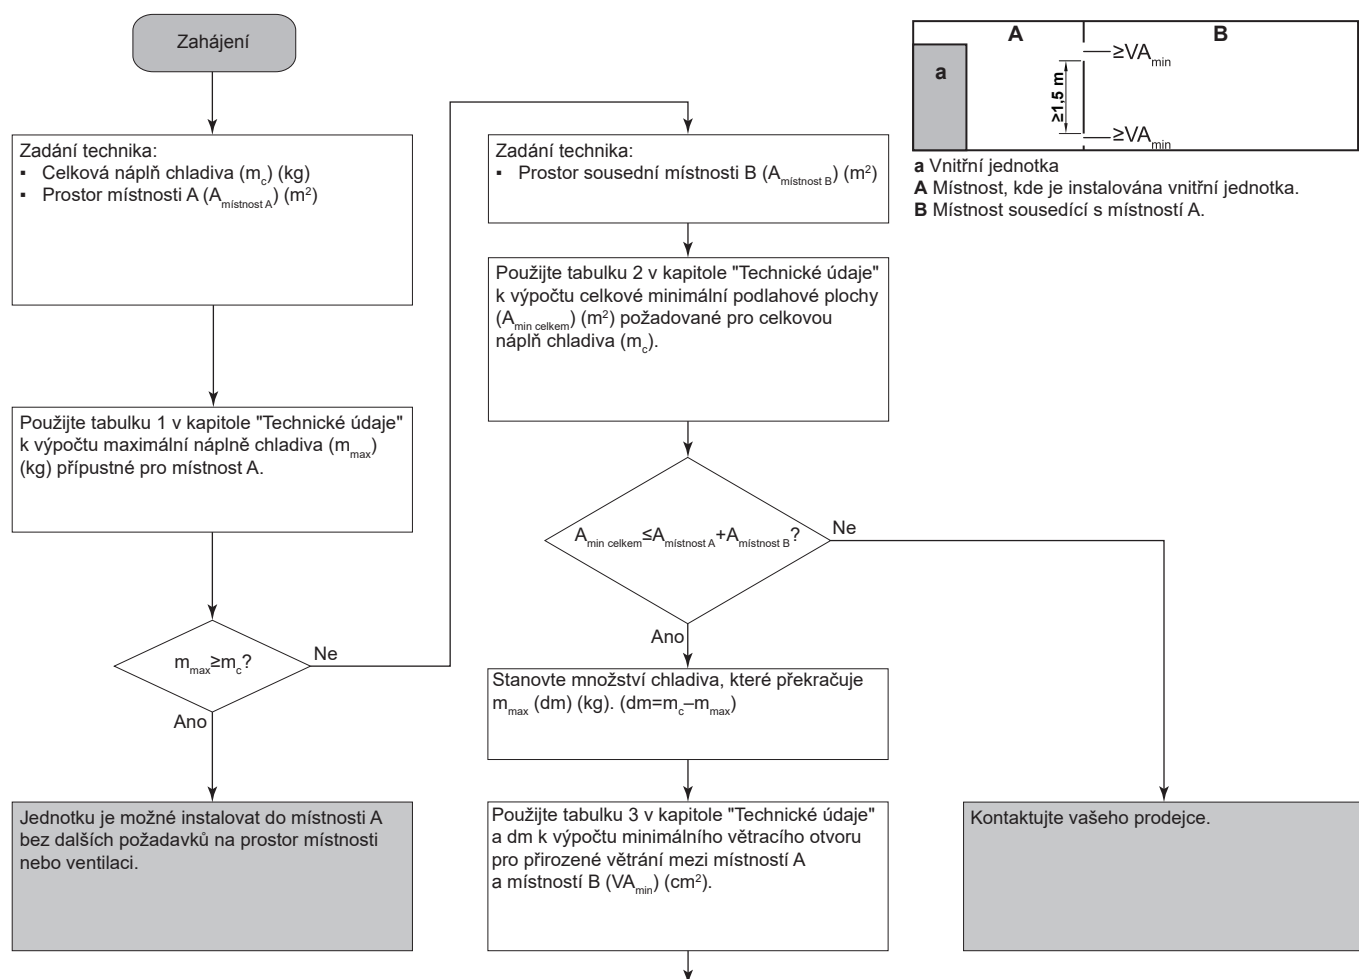 Zahájení
Zadání technika:
▪ Celková náplň chladiva (mc) (kg)
▪ Prostor místnosti A (Amístnost A) (m²)
Použijte tabulku 1 v kapitole "Technické údaje"
k výpočtu maximální náplně chladiva (mmax)
(kg) přípustné pro místnost A.
mmax≥mc?
Ne
Ano
Jednotku je možné instalovat do místnosti A
bez dalších požadavků na prostor místnosti
nebo ventilaci.
Zadání technika:
▪ Prostor sousední místnosti B (Amístnost B) (m²)
Použijte tabulku 2 v kapitole "Technické údaje"
k výpočtu celkové minimální podlahové plochy
(Amin celkem) (m²) požadované pro celkovou
náplň chladiva (mc).
Amin celkem≤Amístnost A+Amístnost B?
Ne
Ano
Stanovte množství chladiva, které překračuje
mmax (dm) (kg). (dm=mc–mmax)
Použijte tabulku 3 v kapitole "Technické údaje"
a dm k výpočtu minimálního větracího otvoru
pro přirozené větrání mezi místností A
a místností B (VAmin) (cm²).
Kontaktujte vašeho prodejce.
A
B
a
≥VAmin
≥1,5 m
≥VAmin
a Vnitřní jednotka
A Místnost, kde je instalována vnitřní jednotka.
B Místnost sousedící s místností A.